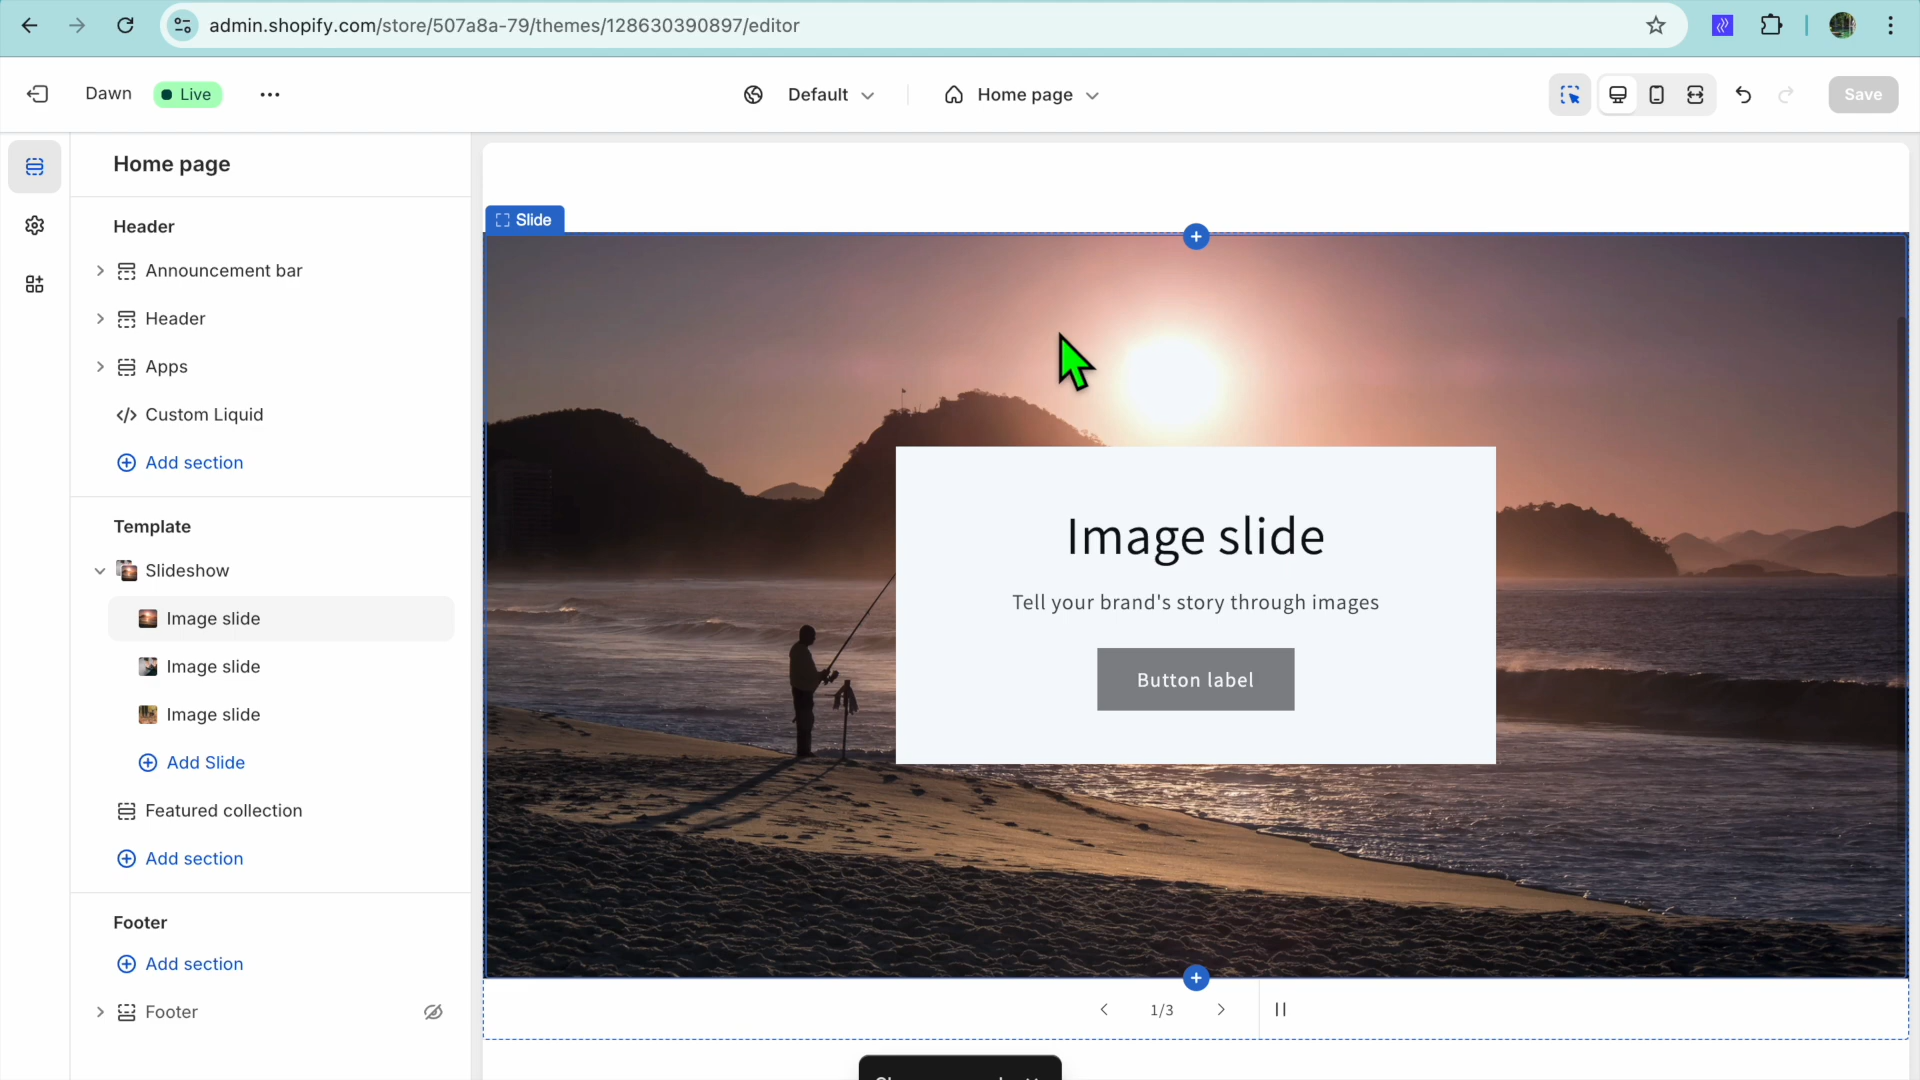 admin.shopify.com/store/507a8a-79/themes/128630390897/editor
Dawn
Live
Default
Home page
Save
Home page
Header
Announcement bar
Header
Apps
Custom Liquid
Add section
Template
Slideshow
Image slide
Image slide
Image slide
Add Slide
Featured collection
Add section
Footer
Add section
Footer
Slide
Image slide
Tell your brand's story through images
Button label
1/3